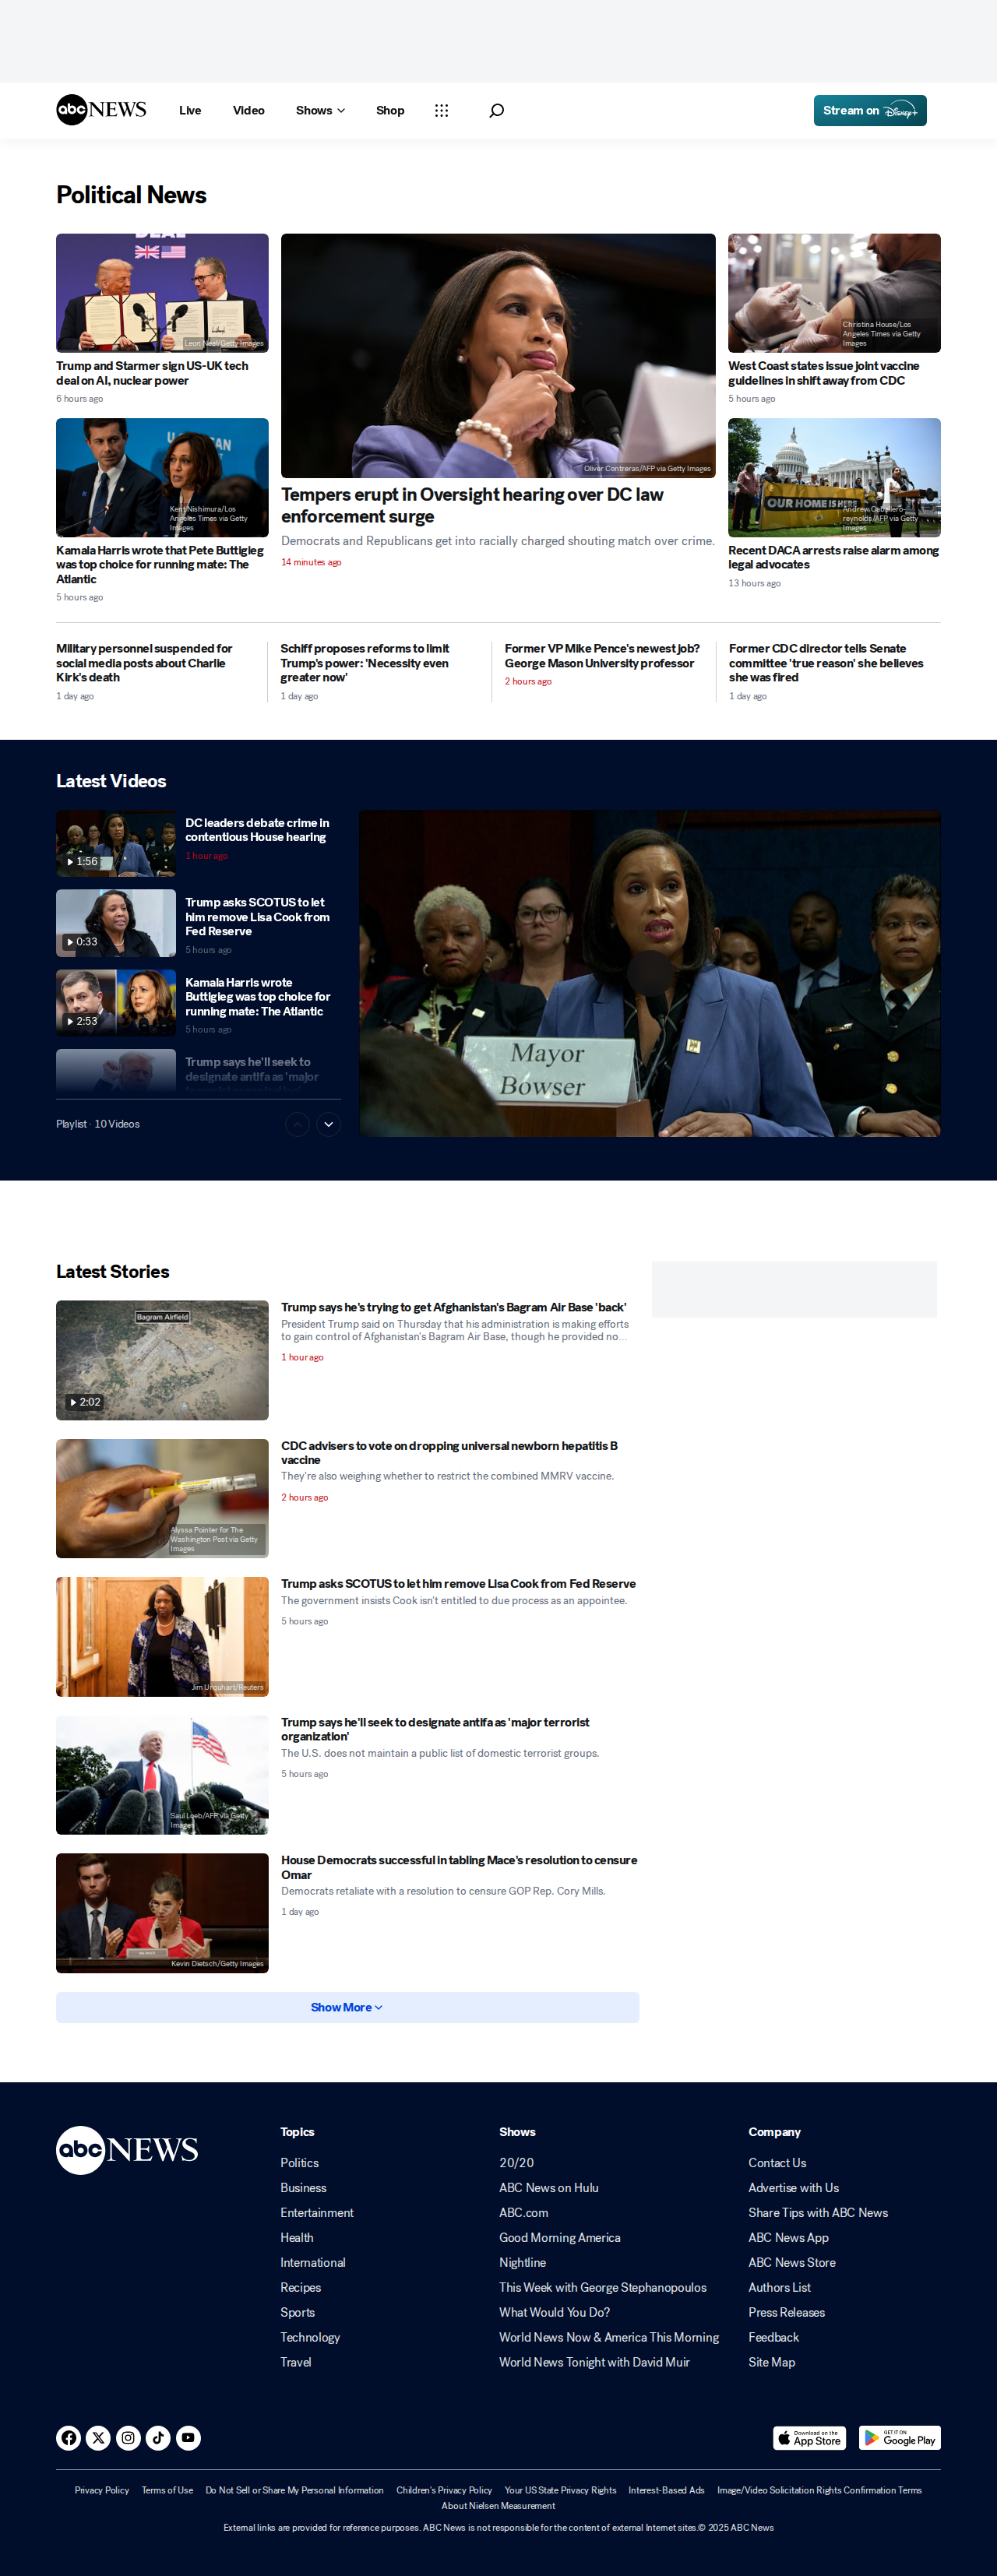 abc NEWS
Live
Video
Shows
Shop
Stream on Disney+
Political News
DEAL
Leon Neal/Getty Images
Trump and Starmer sign US-UK tech
deal on AI, nuclear power
6 hours ago
Kent Nishimura/Los
Angeles Times via Getty
Images
Kamala Harris wrote that Pete Buttigieg
was top choice for running mate: The
Atlantic
5 hours ago
Oliver Contreras/AFP via Getty Images
Tempers erupt in Oversight hearing over DC law
enforcement surge
Democrats and Republicans get into racially charged shouting match over crime.
14 minutes ago
Christina House/Los
Angeles Times via Getty
Images
West Coast states issue joint vaccine
guidelines in shift away from CDC
5 hours ago
OUR HOME IS HERE
Andrew Caballero-
reynolds/AFP via Getty
Images
Recent DACA arrests raise alarm among
legal advocates
13 hours ago
Military personnel suspended for
social media posts about Charlie
Kirk's death
1 day ago
Schiff proposes reforms to limit
Trump's power: 'Necessity even
greater now'
1 day ago
Former VP Mike Pence's newest job?
George Mason University professor
2 hours ago
Former CDC director tells Senate
committee 'true reason' she believes
she was fired
1 day ago
Latest Videos
1:56
DC leaders debate crime in
contentious House hearing
1 hour ago
0:33
Trump asks SCOTUS to let
him remove Lisa Cook from
Fed Reserve
5 hours ago
2:53
Kamala Harris wrote
Buttigieg was top choice for
running mate: The Atlantic
5 hours ago
Trump says he'll seek to
designate antifa as 'major
Playlist · 10 Videos
Mayor
Bowser
Latest Stories
Bagram Airfield
2:02
Trump says he's trying to get Afghanistan's Bagram Air Base 'back'
President Trump said on Thursday that his administration is making efforts
to gain control of Afghanistan's Bagram Air Base, though he provided no...
1 hour ago
Alyssa Pointer for The
Washington Post via Getty
Images
CDC advisers to vote on dropping universal newborn hepatitis B
vaccine
They're also weighing whether to restrict the combined MMRV vaccine.
2 hours ago
Jim Urquhart/Reuters
Trump asks SCOTUS to let him remove Lisa Cook from Fed Reserve
The government insists Cook isn't entitled to due process as an appointee.
5 hours ago
Saul Loeb/AFP via Getty
Images
Trump says he'll seek to designate antifa as 'major terrorist
organization'
The U.S. does not maintain a public list of domestic terrorist groups.
5 hours ago
Kevin Dietsch/Getty Images
House Democrats successful in tabling Mace's resolution to censure
Omar
Democrats retaliate with a resolution to censure GOP Rep. Cory Mills.
1 day ago
Show More
abc NEWS
Topics
Politics
Business
Entertainment
Health
International
Recipes
Sports
Technology
Travel
Shows
20/20
ABC News on Hulu
ABC.com
Good Morning America
Nightline
This Week with George Stephanopoulos
What Would You Do?
World News Now & America This Morning
World News Tonight with David Muir
Company
Contact Us
Advertise with Us
Share Tips with ABC News
ABC News App
ABC News Store
Authors List
Press Releases
Feedback
Site Map
Download on the
App Store
GET IT ON
Google Play
Privacy Policy Terms of Use Do Not Sell or Share My Personal Information Children's Privacy Policy Your US State Privacy Rights Interest-Based Ads Image/Video Solicitation Rights Confirmation Terms
About Nielsen Measurement
External links are provided for reference purposes. ABC News is not responsible for the content of external Internet sites.© 2025 ABC News